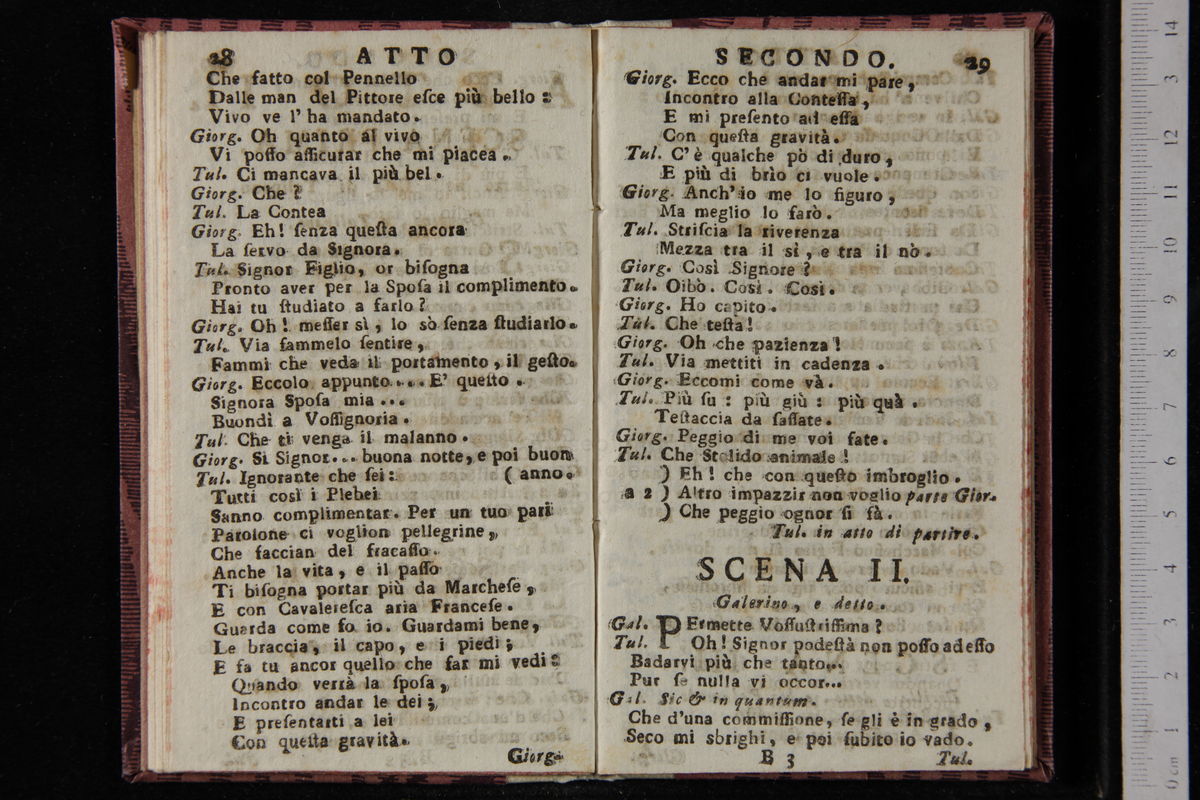 28 ATTO
Che fatto col Pennello
Dalle man del Pittore eſce più bello :
Vivo ve l' ha mandato.
Giorg. Oh quanto al vivo
Vi poſſo aſſicurar che mi piacea.
Tul. Ci mancava il più bel.
Giorg. Che ?
Tul. La Contea
Giorg. Eh! ſenza queſta ancora
La ſervo da Signora.
Tul. Signor Figlio, or biſogna
Pronto aver per la Spoſa il complimento.
Hai tu ſtudiato a farlo?
Giorg. Oh! meſſer sì, lo sò ſenza ſtudiarlo.
Tul. Via fammelo ſentire,
Fammi che veda il portamento, il geſto.
Giorg. Eccolo appunto.... E' queſto.
Signora Spoſa mia...
Buondì a Voſſignoria.
Tul. Che ti venga il malanno.
Giorg. Si Signor... buona notte, e poi buon
Tul. Ignorante che ſei: ( anno.
Tutti così i Plebei
Sanno complimentar. Per un tuo pari
Parolone ci voglion pellegrine,
Che faccian del fracaſſo.
Anche la vita, e il paſſo
Ti biſogna portar più da Marcheſe,
E con Cavalereſca aria Franceſe.
Guarda come fo io. Guardami bene,
Le braccia, il capo, e i piedi;
E fa tu ancor quello che far mi vedi:
Quando verrà la ſpoſa,
Incontro andar le dei;
E preſentarti a lei
Con queſta gravità.
Giorg.
SECONDO. 29
Giorg. Ecco che andar mi pare,
Incontro alla Conteſſa,
E mi preſento ad eſſa
Con queſta gravità.
Tul. C'è qualche pò di duro,
E più di brìo ci vuole.
Giorg. Anch' io me lo figuro,
Ma meglio lo farò.
Tul. Striſcia la riverenza
Mezza tra il sì, e tra il nò.
Giorg. Così Signore?
Tul. Oibò. Così. Così.
Giorg. Ho capito.
Tul. Che teſta!
Giorg. Oh che pazienza!
Tul. Via mettiti in cadenza.
Giorg. Eccomi come và.
Tul. Più ſu: più giù: più quà.
Teſtaccia da ſaſſate.
Giorg. Peggio di me voi fate.
Tul. Che Stolido animale!
) Eh! che con queſto imbroglio.
a 2 ) Altro impazzir non voglio parte Gior.
) Che peggio ognor ſi fà.
Tul. in atto di partire.
SCENA II.
Galerino, e detto.
Gal. PErmette Voſſuſtriſſima?
Tul. Oh! Signor podeſtà non poſſo adeſſo
Badarvi più che tanto...
Pur ſe nulla vi occor...
Gal. Sic & in quantum.
Che d'una commiſſione, ſe gli è in grado,
Seco mi sbrighi, e poi ſubito io vado.
B 3 Tul.